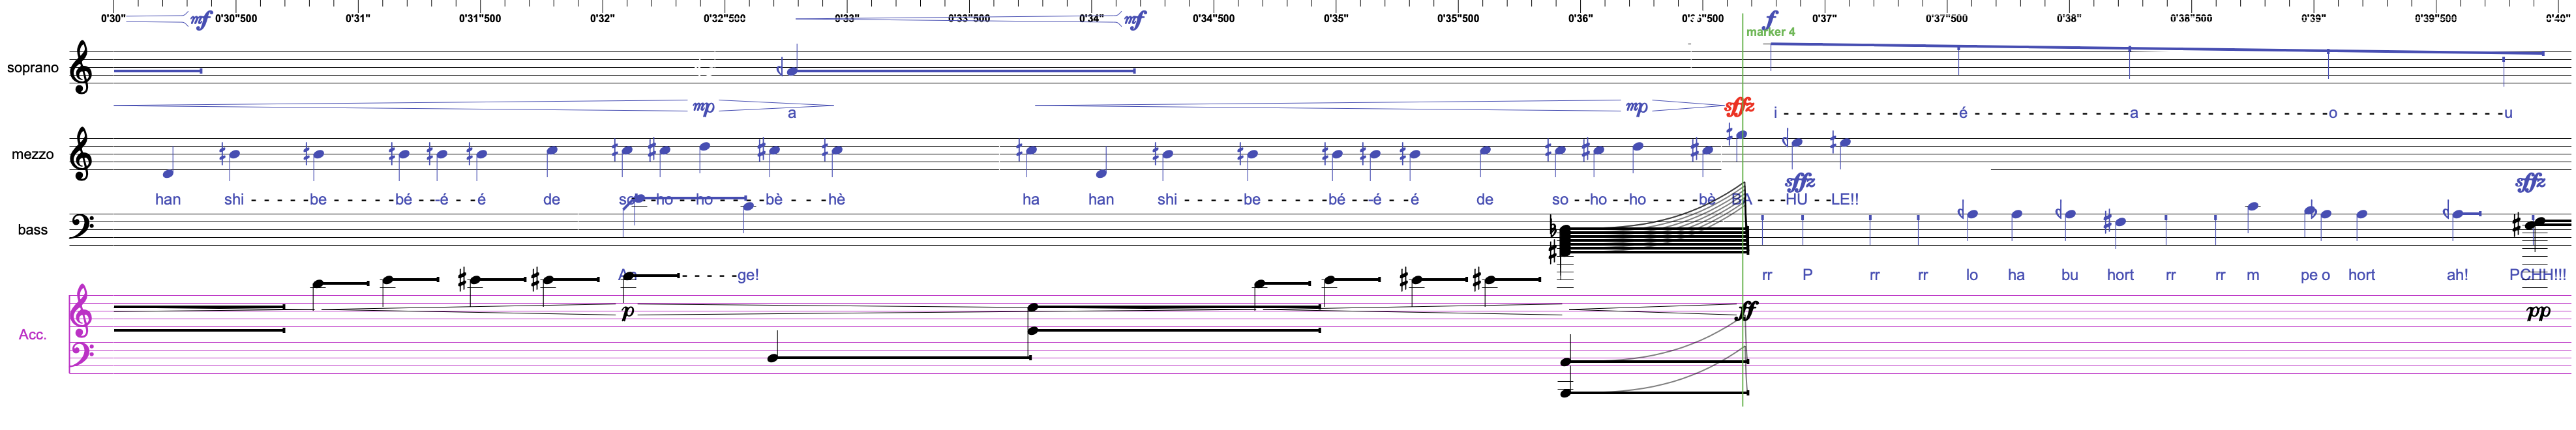 0'30" 0'30"500 0'31" 0'31"500 0'32" 0'32"500 0'33" 0'33"500 0'34" 0'34"500 0'35" 0'35"500 0'36" 0'37" 0'37"500 0'38" 0'38"500 0'39" 0'39"500 0'40"
mf mf f
marker 4
soprano
mp mp sffz
a i - é - a - o - u
mezzo
han shi - be - bé - é - é de so - ho - ho - bè - hè ha han shi - be - bé - é - é de so - ho - ho - bè BA - HU - LE!!
sffz sffz
bass
ge! rr P rr rr lo ha bu hort rr rr m pe o hort ah! PCHH!!!
p ff pp
Acc.